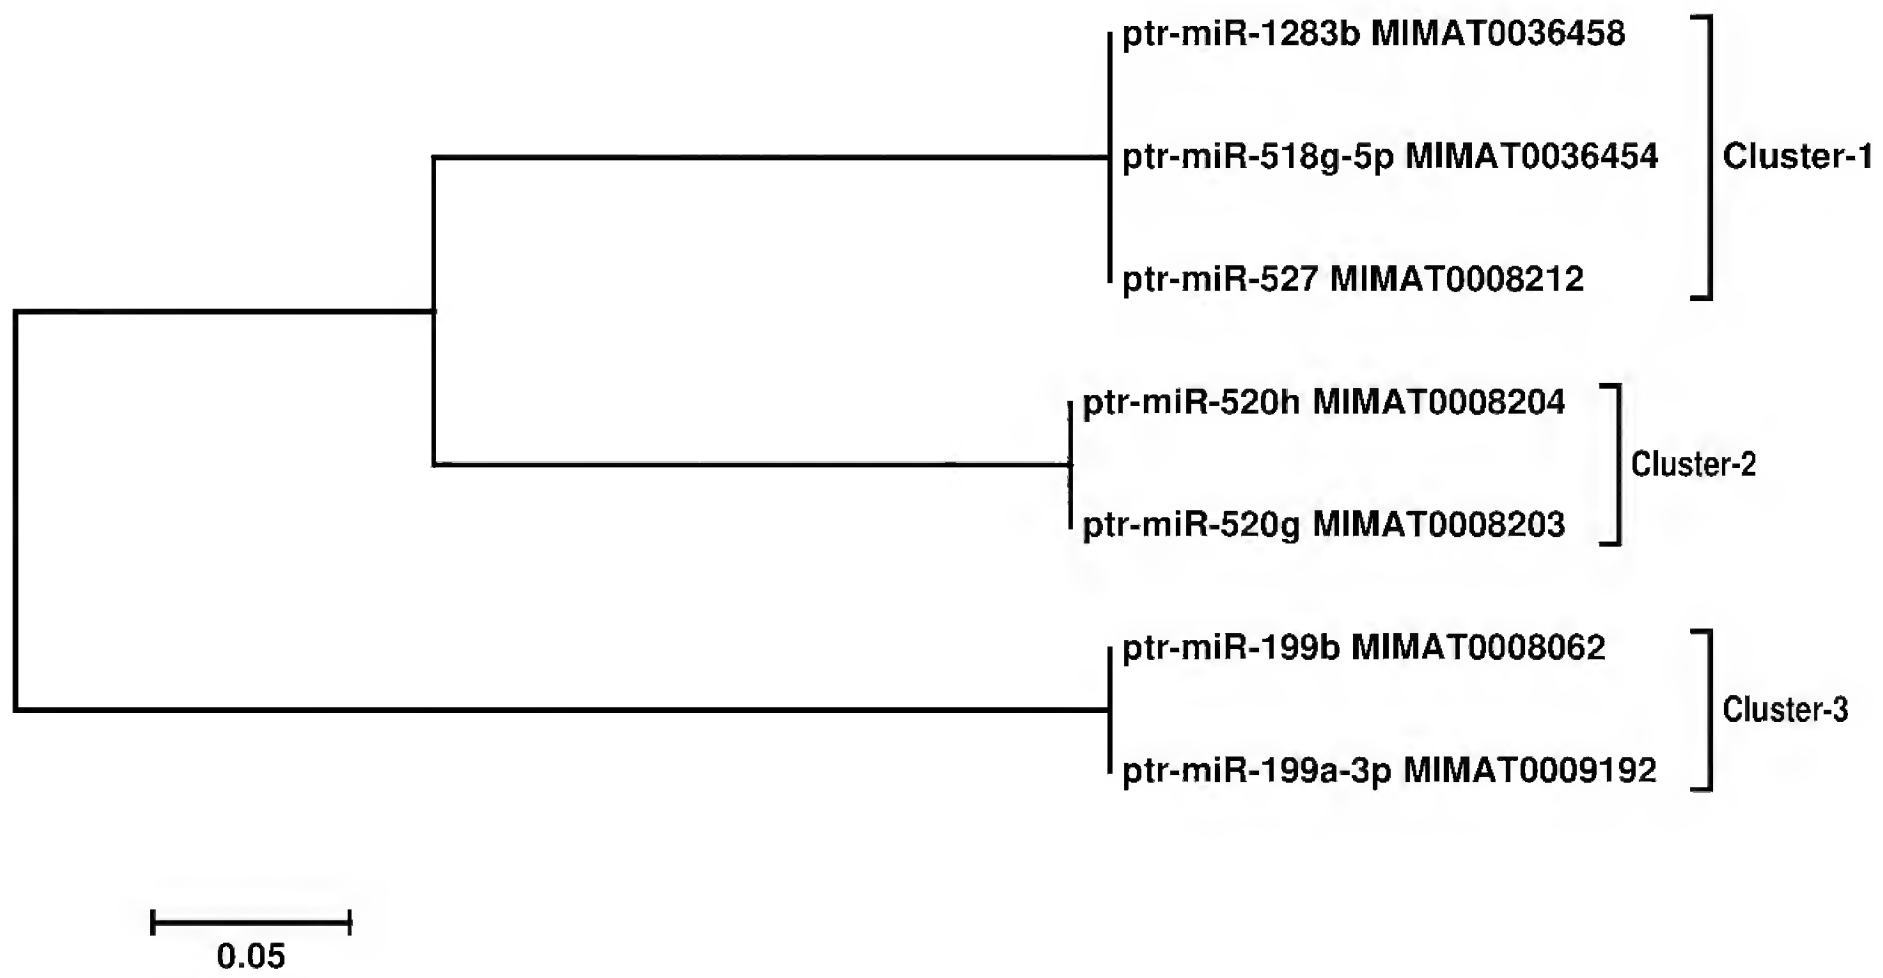 ptr-miR-1283b MIMAT0036458
ptr-miR-518g-5p MIMAT0036454
Cluster-1
ptr-miR-527 MIMAT0008212
ptr-miR-520h MIMAT0008204
Cluster-2
ptr-miR-520g MIMAT0008203
ptr-miR-199b MIMAT0008062
Cluster-3
ptr-miR-199a-3p MIMAT0009192
0.05